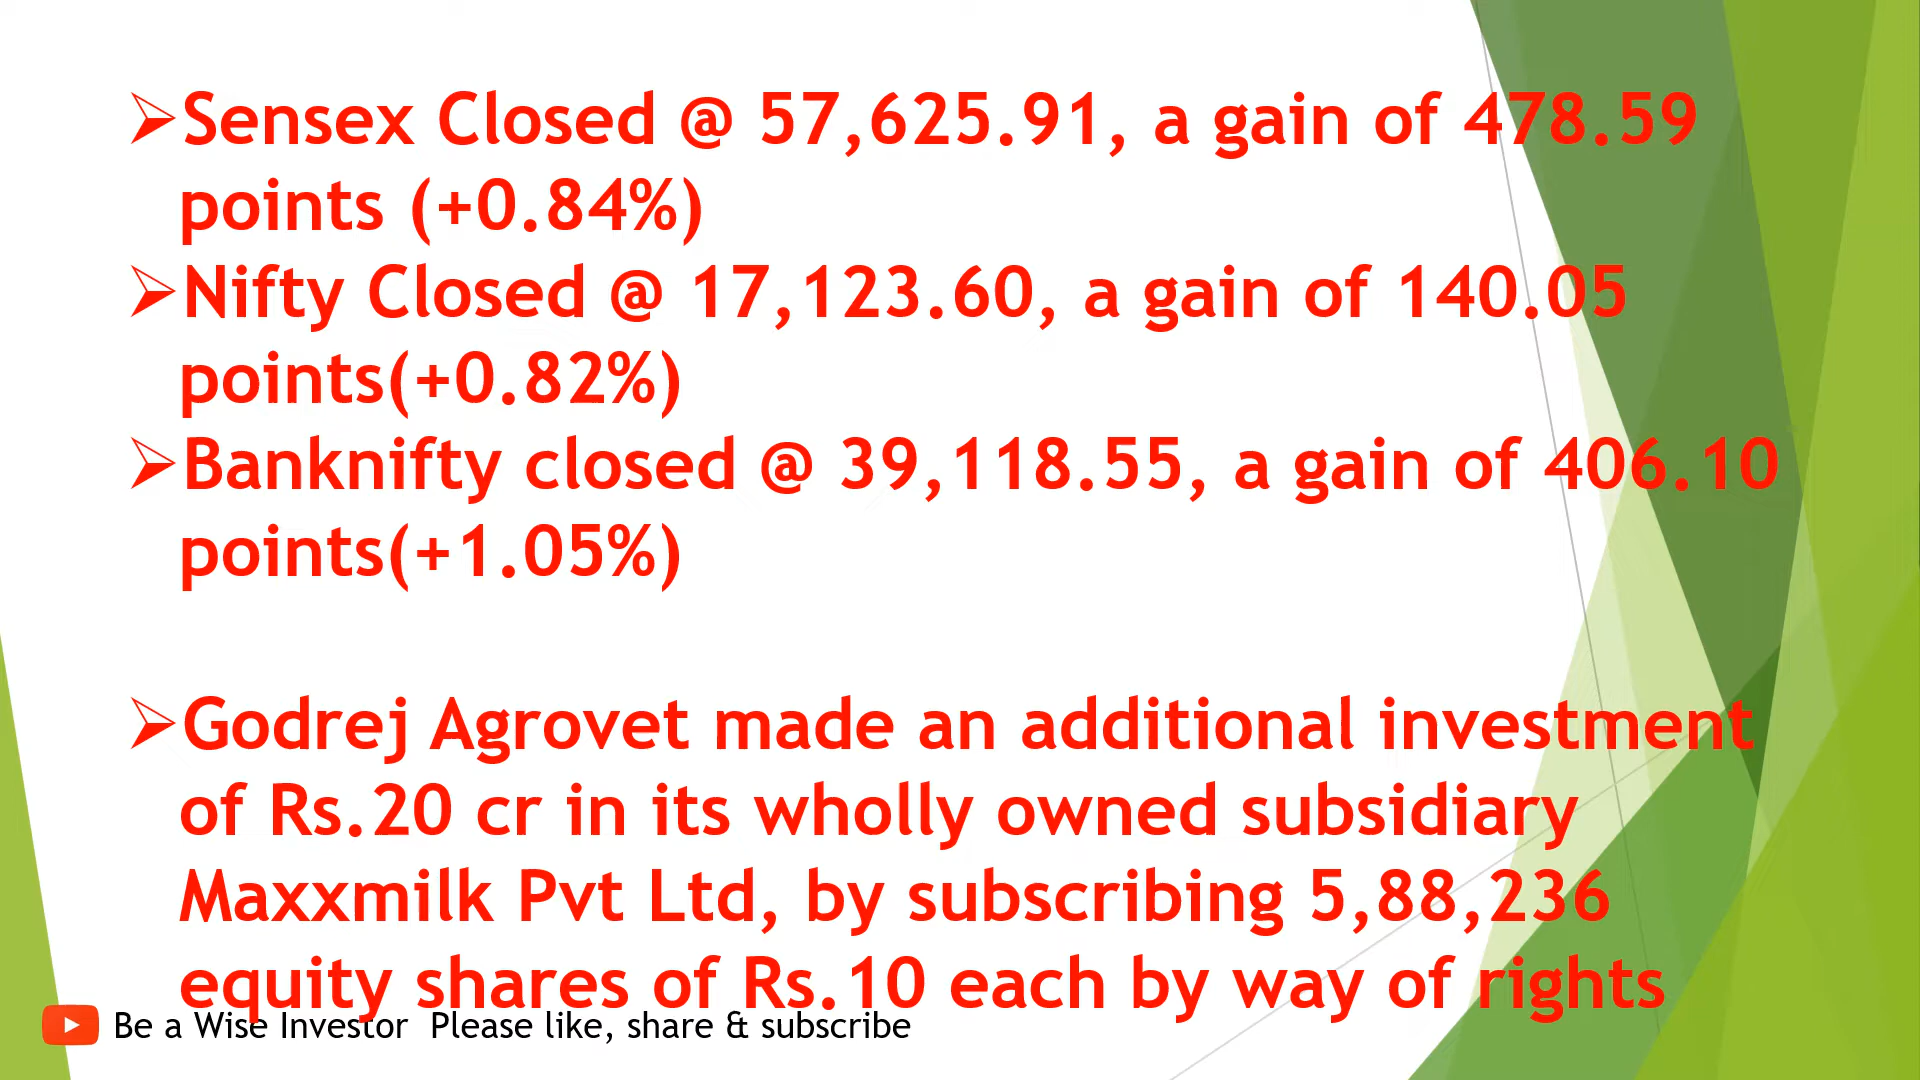 ➢Sensex Closed @ 57,625.91, a gain of 478.59
points (+0.84%)
➢Nifty Closed @ 17,123.60, a gain of 140.05
points(+0.82%)
➢Banknifty closed @ 39,118.55, a gain of 406.10
points(+1.05%)
➢Godrej Agrovet made an additional investment
of Rs.20 cr in its wholly owned subsidiary
Maxxmilk Pvt Ltd, by subscribing 5,88,236
equity shares of Rs.10 each by way of rights
Be a Wise Investor  Please like, share & subscribe